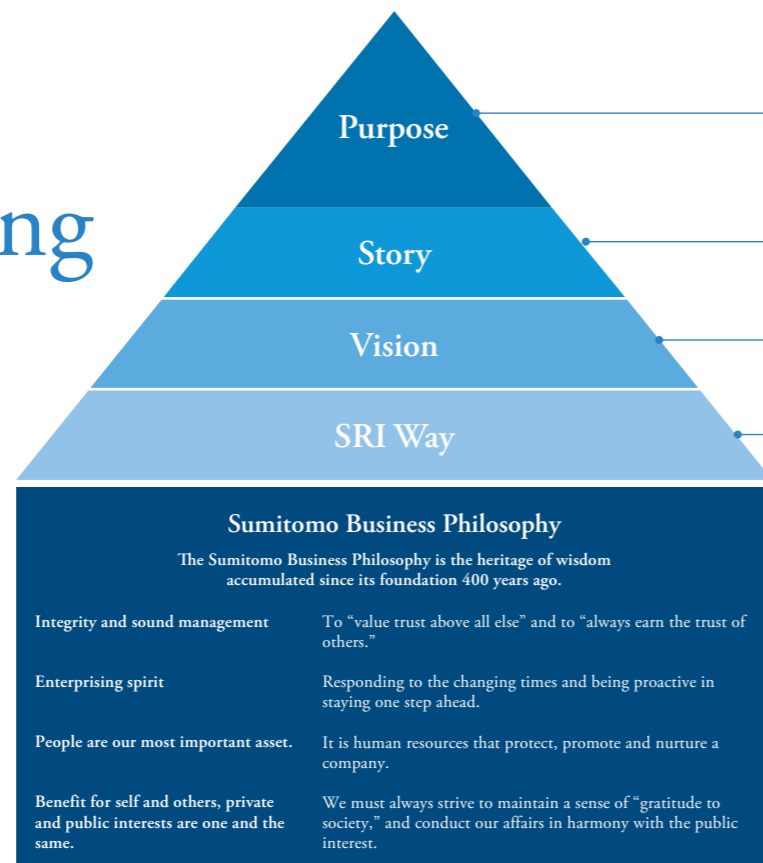 ng
Purpose
Story
Vision
SRI Way
Sumitomo Business Philosophy
The Sumitomo Business Philosophy is the heritage of wisdom
accumulated since its foundation 400 years ago.
Integrity and sound management
To “value trust above all else” and to “always earn the trust of
others.”
Enterprising spirit
Responding to the changing times and being proactive in
staying one step ahead.
People are our most important asset.
It is human resources that protect, promote and nurture a
company.
Benefit for self and others, private
and public interests are one and the
same.
We must always strive to maintain a sense of “gratitude to
society,” and conduct our affairs in harmony with the public
interest.